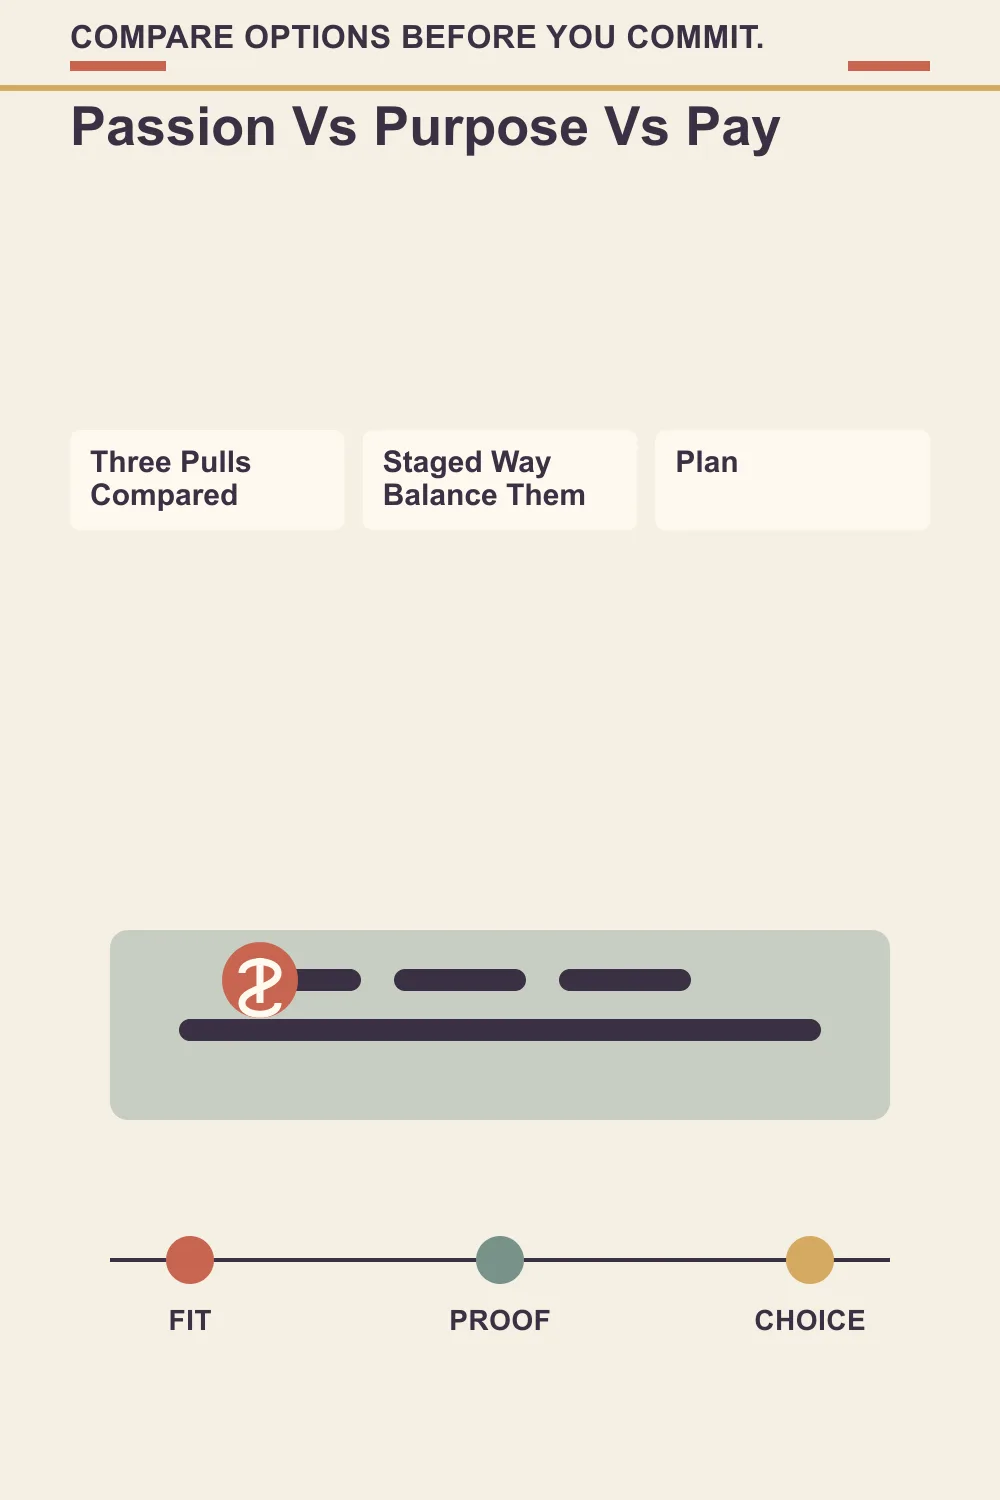 COMPARE OPTIONS BEFORE YOU COMMIT.
Passion Vs Purpose Vs Pay
Three Pulls
Compared
Staged Way
Balance Them
Plan
FIT
PROOF
CHOICE